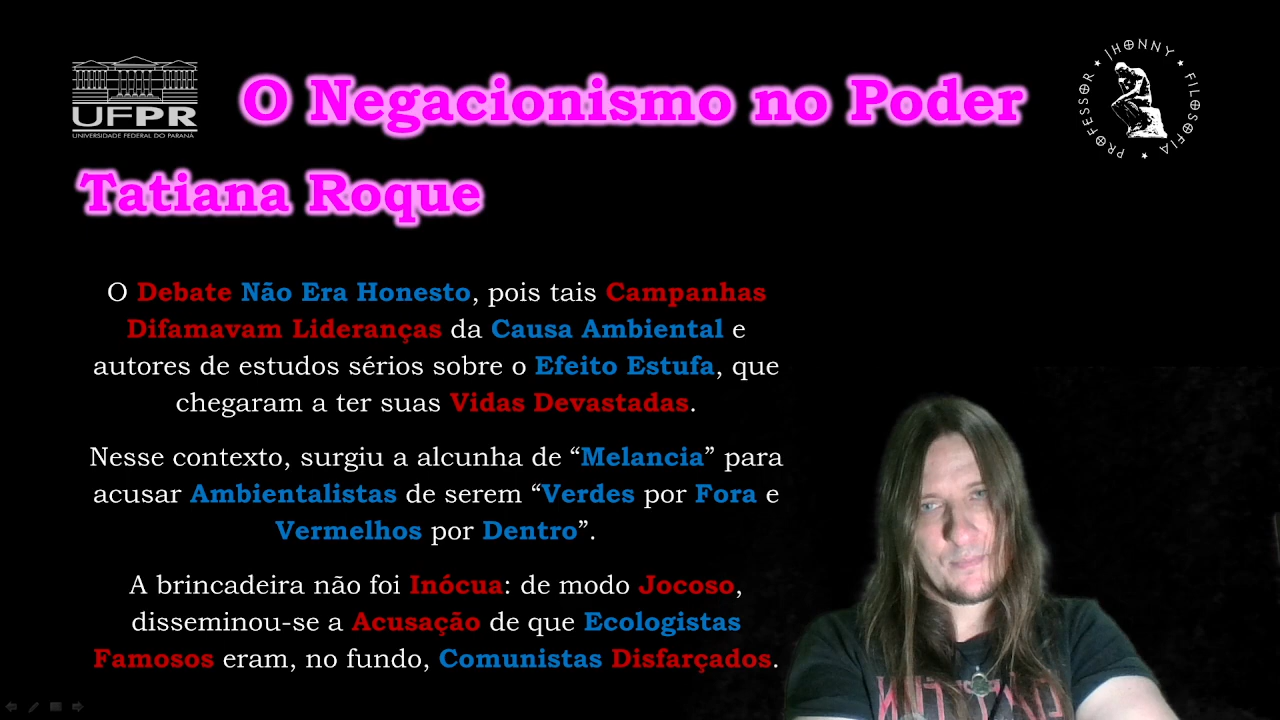 UFPR
UNIVERSIDADE FEDERAL DO PARANÁ
O Negacionismo no Poder
PROFESSOR ★ JHONNY ★ FILOSOFIA ★
Tatiana Roque
O Debate Não Era Honesto, pois tais Campanhas
Difamavam Lideranças da Causa Ambiental e
autores de estudos sérios sobre o Efeito Estufa, que
chegaram a ter suas Vidas Devastadas.
Nesse contexto, surgiu a alcunha de “Melancia” para
acusar Ambientalistas de serem “Verdes por Fora e
Vermelhos por Dentro”.
A brincadeira não foi Inócua: de modo Jocoso,
disseminou-se a Acusação de que Ecologistas
Famosos eram, no fundo, Comunistas Disfarçados.